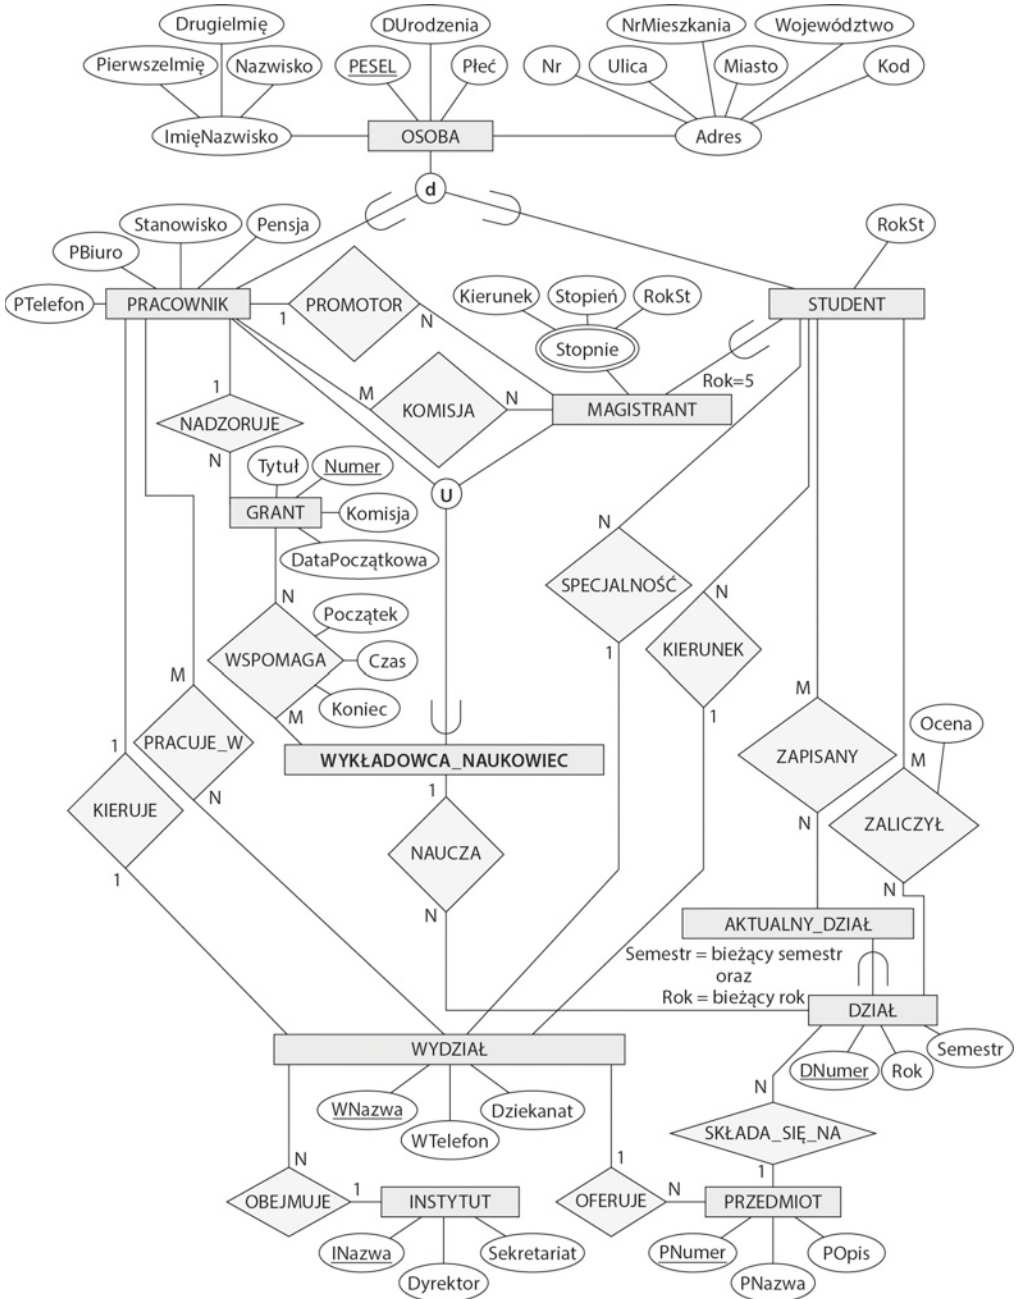 DrugieImię
DUrodzenia
NrMieszkania
Województwo
PierwszeImię
Nazwisko
PESEL
Płeć
Nr
Ulica
Miasto
Kod
ImięNazwisko
OSOBA
Adres
d
Stanowisko
Pensja
RokSt
PBiuro
PTelefon
PRACOWNIK
1
PROMOTOR
N
Kierunek
Stopień
RokSt
STUDENT
Stopnie
Rok=5
1
M
KOMISJA
N
MAGISTRANT
NADZORUJE
N
Tytuł
Numer
U
GRANT
Komisja
N
DataPoczątkowa
SPECJALNOŚĆ
N
N
Początek
1
KIERUNEK
WSPOMAGA
Czas
M
M
Koniec
M
1
Ocena
1
PRACUJE_W
WYKŁADOWCA_NAUKOWIEC
ZAPISANY
M
N
1
KIERUJE
N
ZALICZYŁ
NAUCZA
1
N
N
AKTUALNY_DZIAŁ
Semestr = bieżący semestr
oraz
Rok = bieżący rok
DZIAŁ
WYDZIAŁ
Semestr
DNumer
Rok
N
WNazwa
Dziekanat
WTelefon
SKŁADA_SIĘ_NA
N
1
1
OBEJMUJE
1
INSTYTUT
OFERUJE
N
PRZEDMIOT
INazwa
Sekretariat
PNumer
POpis
Dyrektor
PNazwa